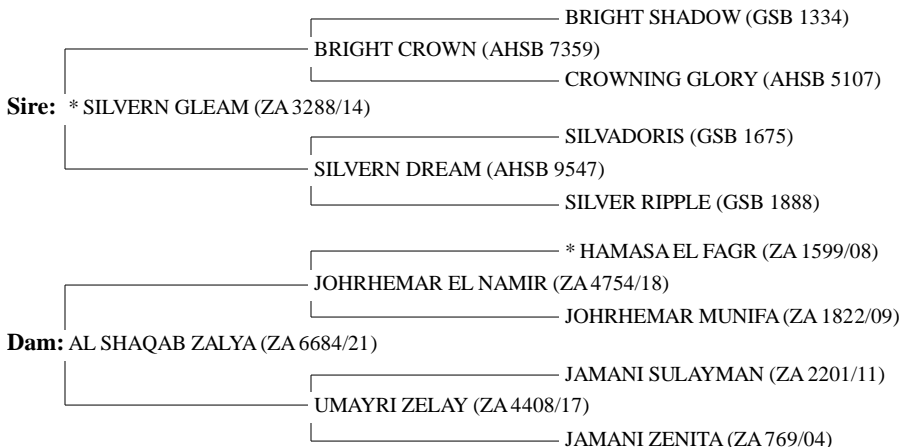 BRIGHT SHADOW (GSB 1334)
BRIGHT CROWN (AHSB 7359)
CROWNING GLORY (AHSB 5107)
Sire: * SILVERN GLEAM (ZA 3288/14)
SILVADORIS (GSB 1675)
SILVERN DREAM (AHSB 9547)
SILVER RIPPLE (GSB 1888)
* HAMASA EL FAGR (ZA 1599/08)
JOHRHEMAR EL NAMIR (ZA 4754/18)
JOHRHEMAR MUNIFA (ZA 1822/09)
Dam: AL SHAQAB ZALYA (ZA 6684/21)
JAMANI SULAYMAN (ZA 2201/11)
UMAYRI ZELAY (ZA 4408/17)
JAMANI ZENITA (ZA 769/04)